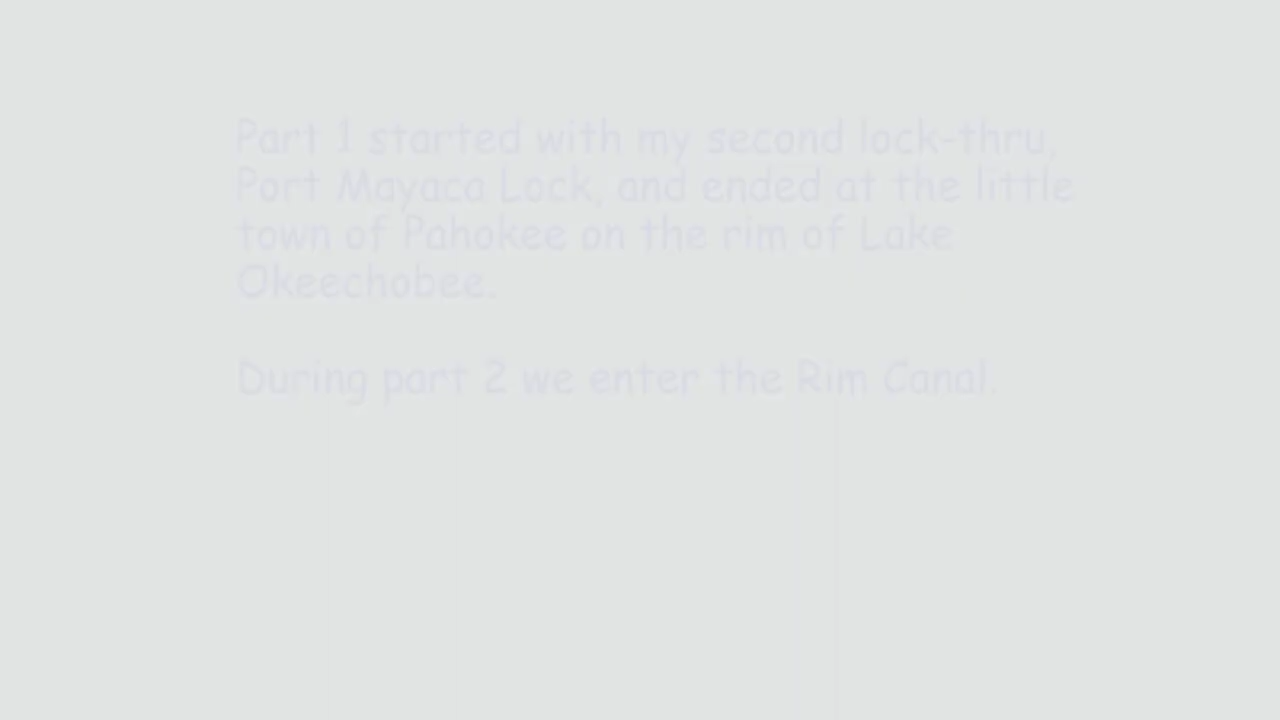 Part 1 started with my second lock-thru,
Port Mayaca Lock, and ended at the little
town of Pahokee on the rim of Lake
Okeechobee.
During part 2 we enter the Rim Canal.